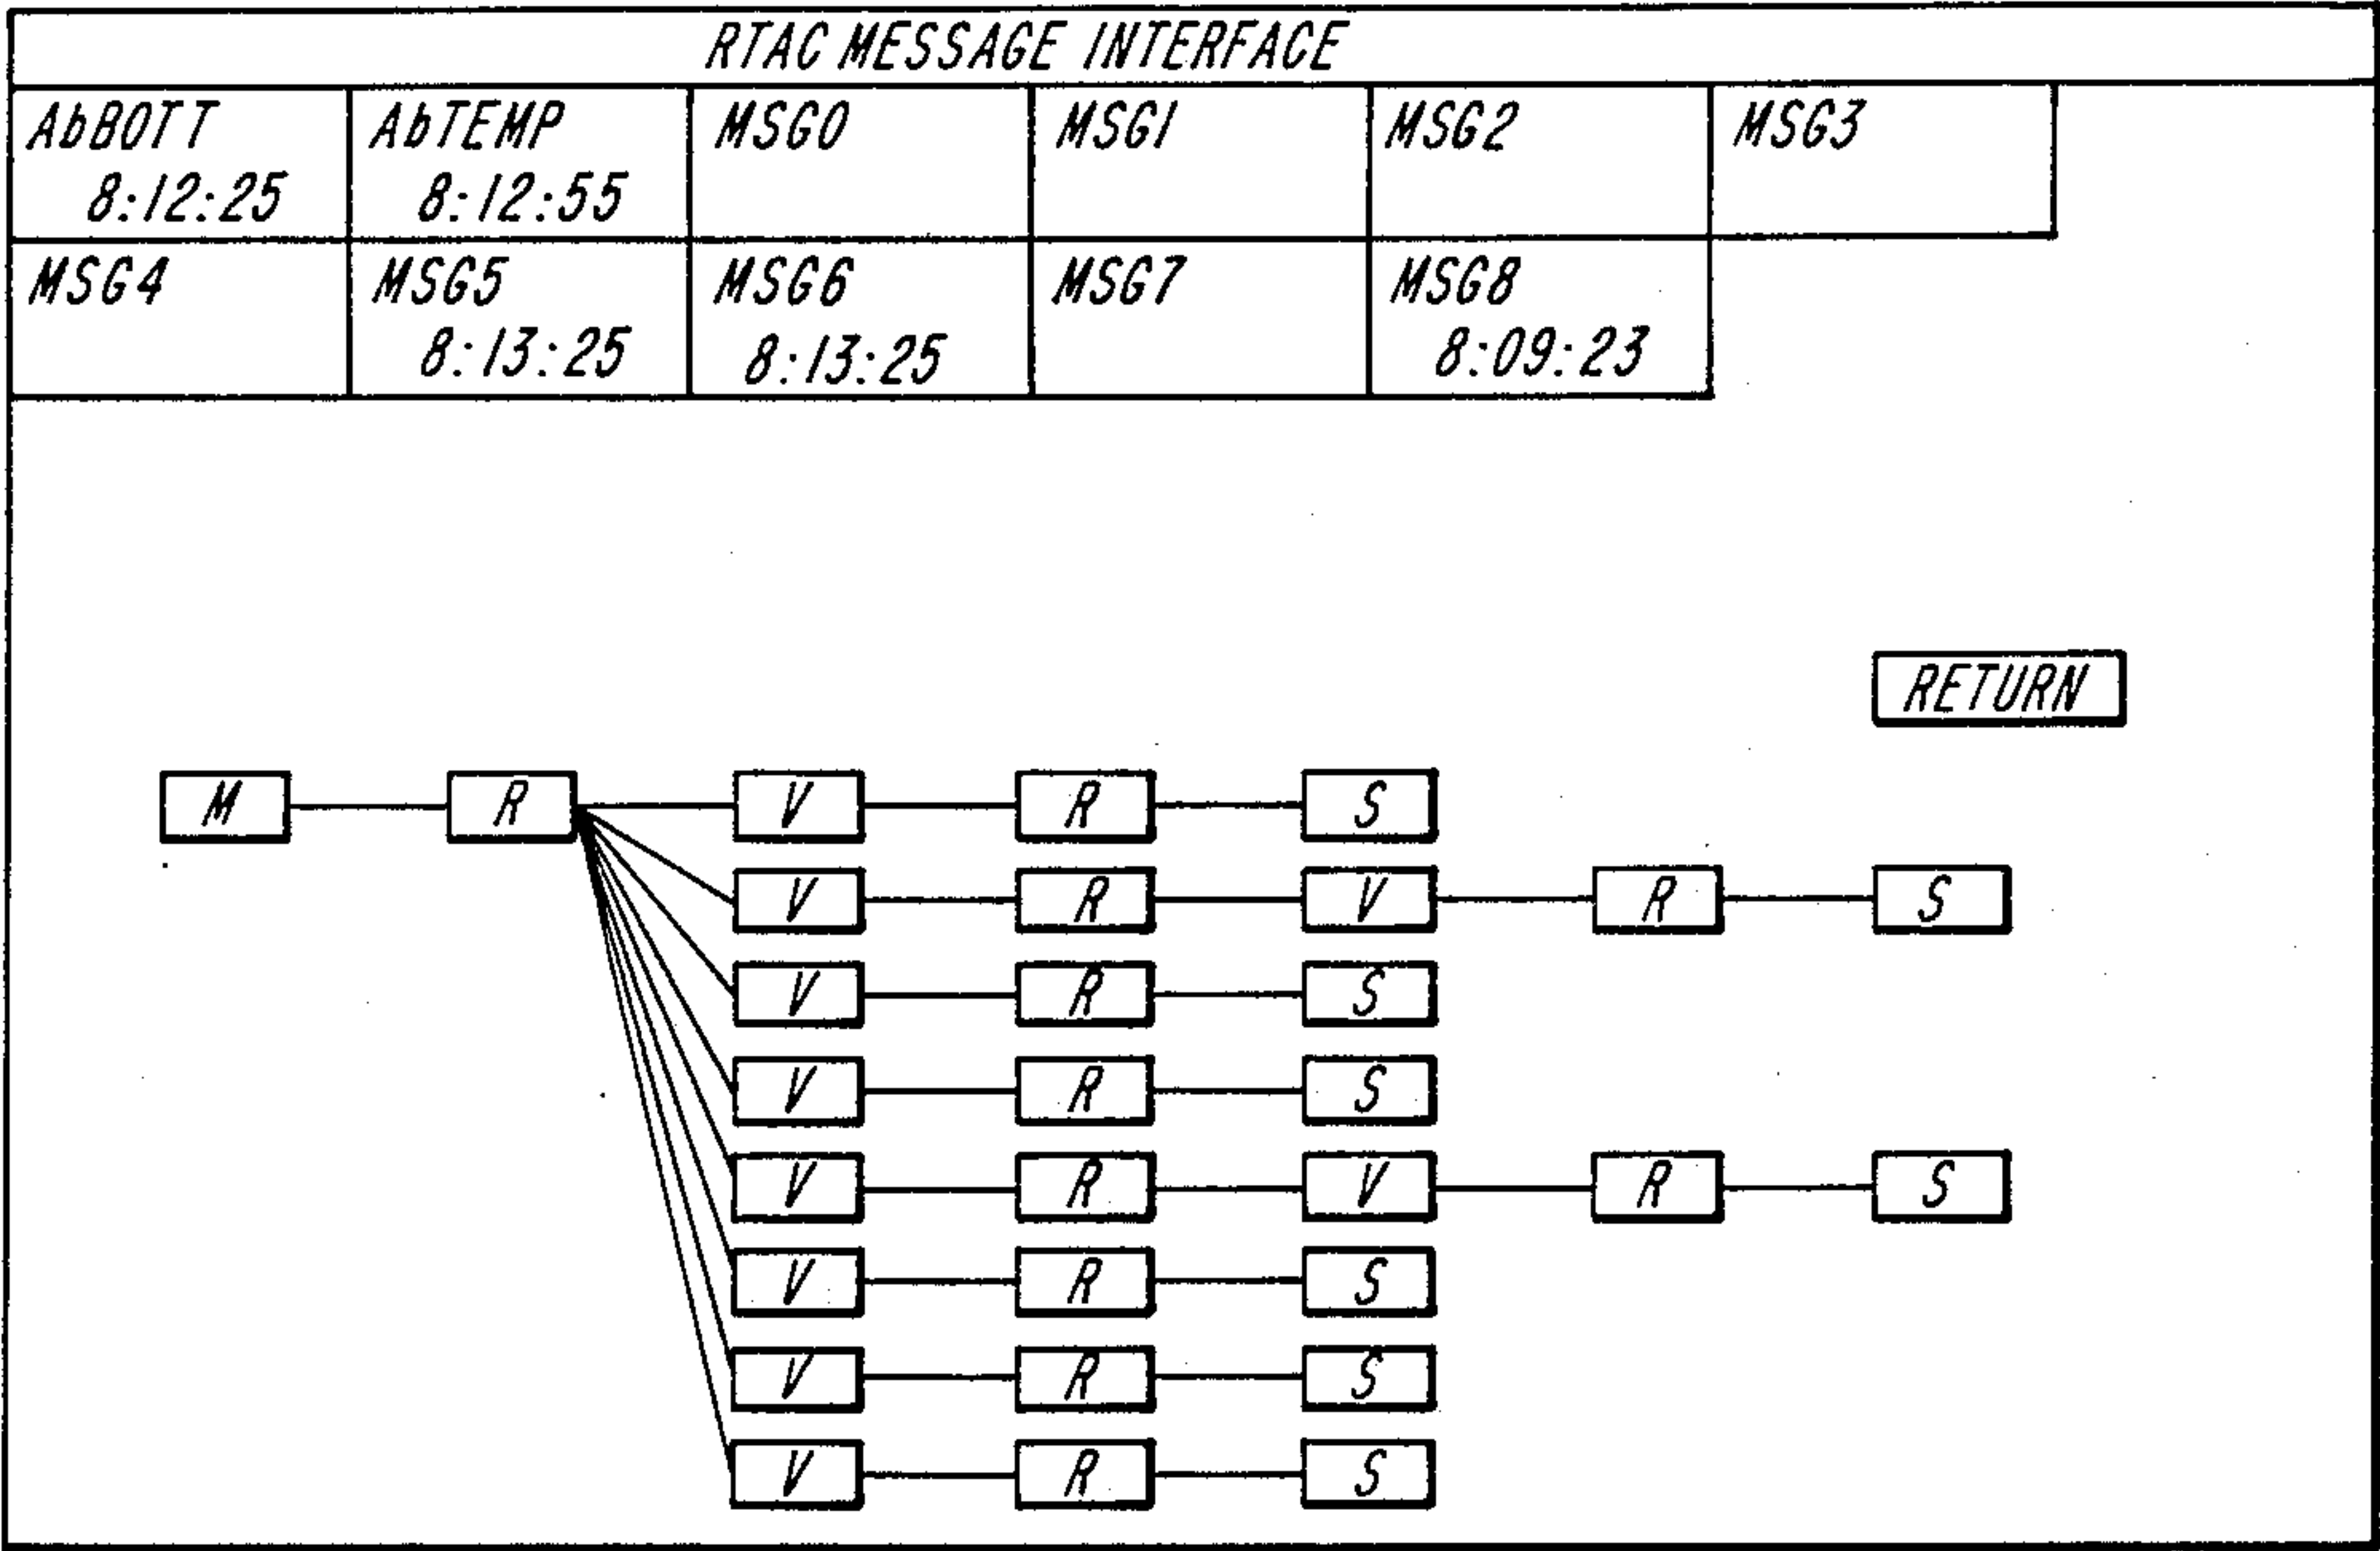 RTAC MESSAGE INTERFACE
AbBOTT AbTEMP MSG0 MSG1 MSG2 MSG3
8:12:25 8:12:55
MSG4 MSG5 MSG6 MSG7 MSG8
8:13:25 8:13:25 8:09:23
RETURN
M R V R S
V R V R S
V R S
V R S
V R V R S
V R S
V R S
V R S